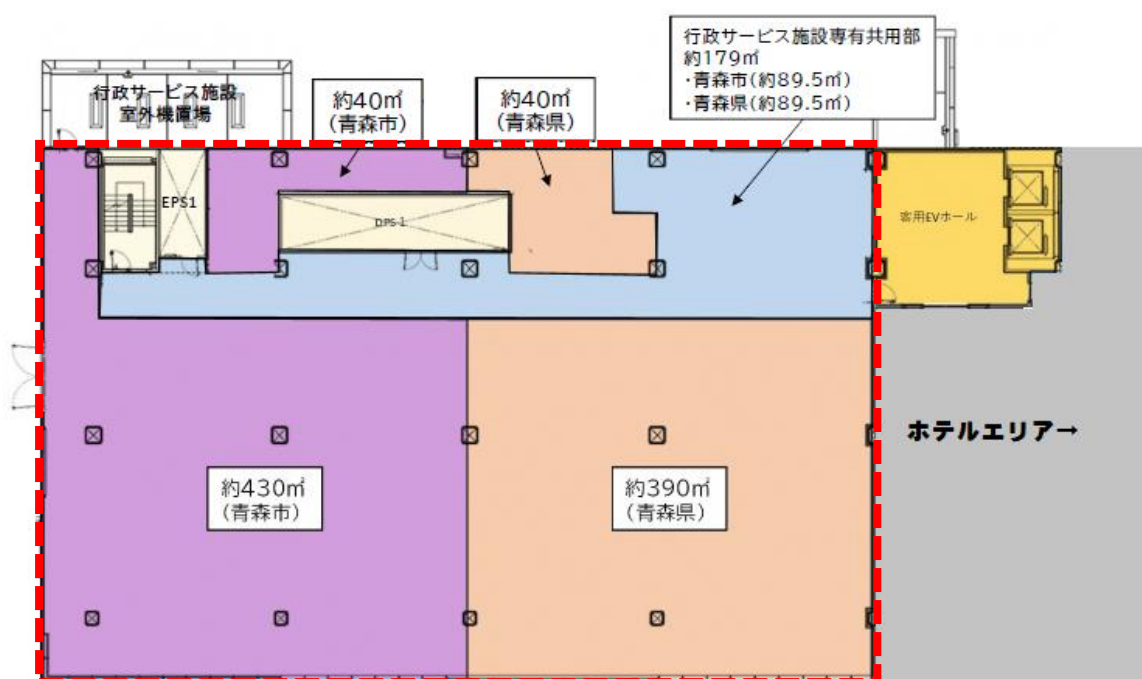 行政サービス施設専有共用部
約179㎡
・青森市(約89.5㎡)
・青森県(約89.5㎡)
行政サービス施設
室外機置場
約40㎡
(青森市)
約40㎡
(青森県)
EPS1
DPS1
客用EVホール
ホテルエリア→
約430㎡
(青森市)
約390㎡
(青森県)